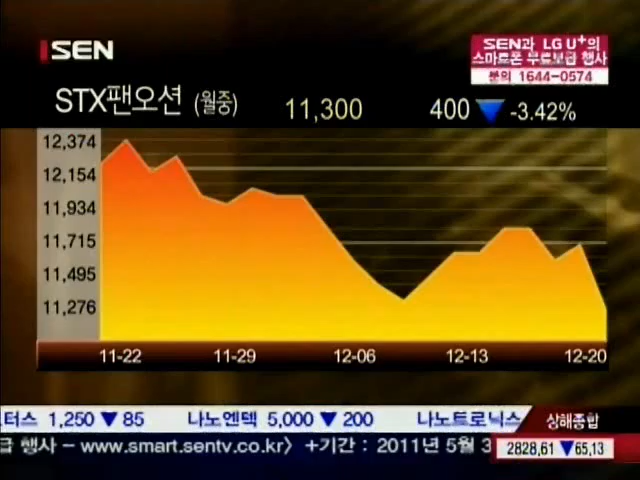 SEN
SEN과 LG U+의
스마트폰 무료보급 행사
문의 1644-0574
STX팬오션 (월중) 11,300 400 ▼ -3.42%
12,374
12,154
11,934
11,715
11,495
11,276
11-22 11-29 12-06 12-13 12-20
터스 1,250 ▼ 85 나노엔텍 5,000 ▼ 200 나노트로닉스 상해종합
급 행사 - www.smart.sentv.co.kr〉 +기간 : 2011년 5월 3 2828,61 ▼65,13